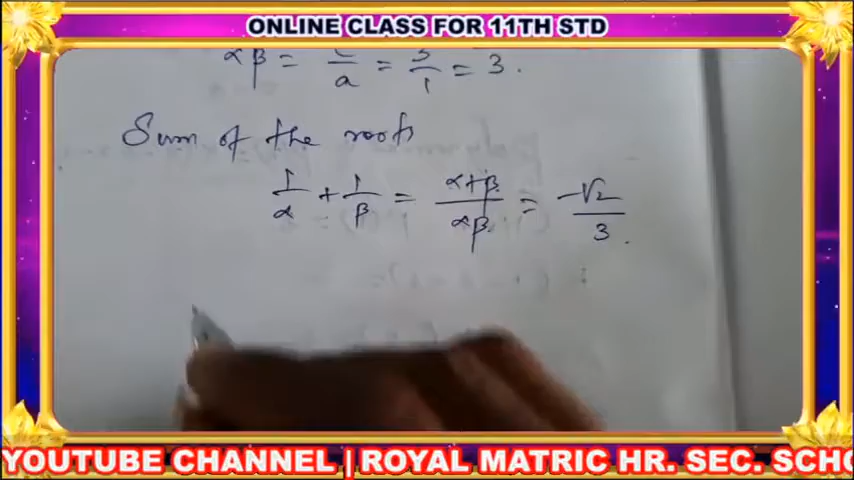 ONLINE CLASS FOR 11TH STD
αβ = c/a = 3/1 = 3.
Sum of the roots
1/α + 1/β = α+β/αβ = -√2/3.
YOUTUBE CHANNEL | ROYAL MATRIC HR. SEC. SCHO